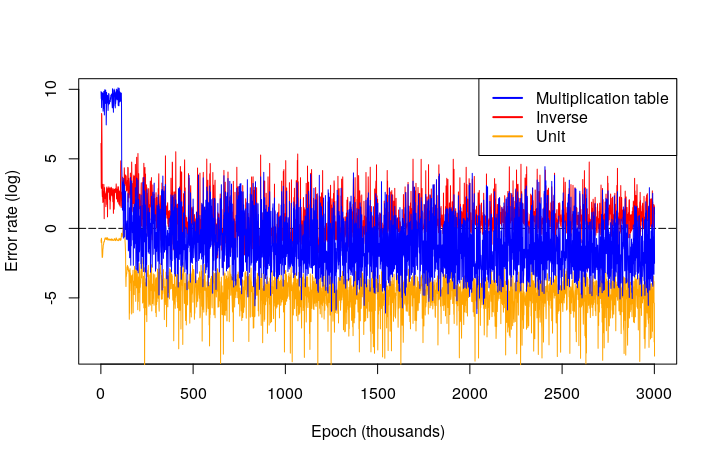 Multiplication table
Inverse
Unit
Error rate (log)
10
5
0
-5
0 500 1000 1500 2000 2500 3000
Epoch (thousands)